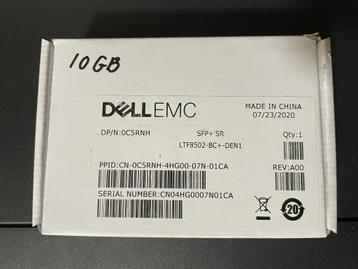 10GB
DELLEMC
MADE IN CHINA
07/23/2020
DP/N:0C5RNH
SFP+ SR
Qty:1
LTF8502-BC+-DEN1
PPID:CN-0C5RNH-4HG00-07N-01CA
REV:A00
SERIAL NUMBER:CN04HG0007N01CA
20